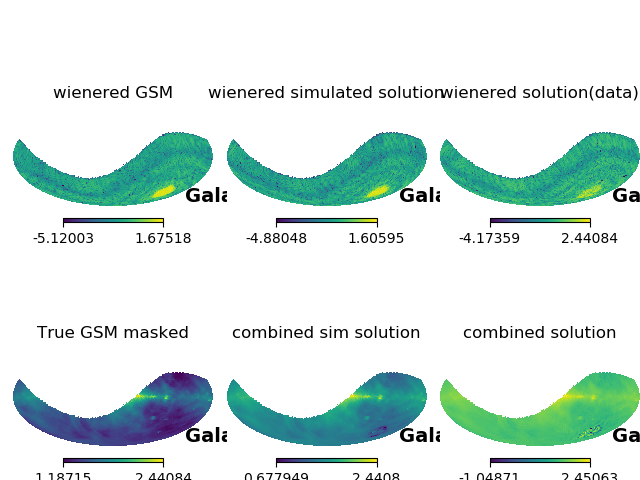 wienered GSM
wienered simulated solution
wienered solution(data)
Gala
Gala
Ga
-5.12003 1.67518
-4.88048 1.60595
-4.17359 2.44084
True GSM masked
combined sim solution
combined solution
Gala
Gala
Ga
1.18715 2.44084
0.677949 2.4408
-1.04871 2.45063